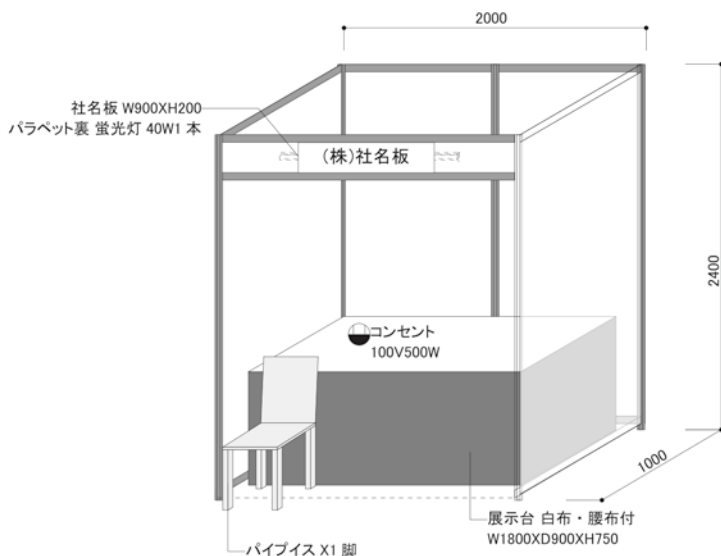 2000
社名板 W900XH200
パラペット裏 蛍光灯 40W1 本
(株)社名板
2400
コンセント
100V500W
1000
展示台 白布・腰布付
W1800XD900XH750
パイプイス X1 脚